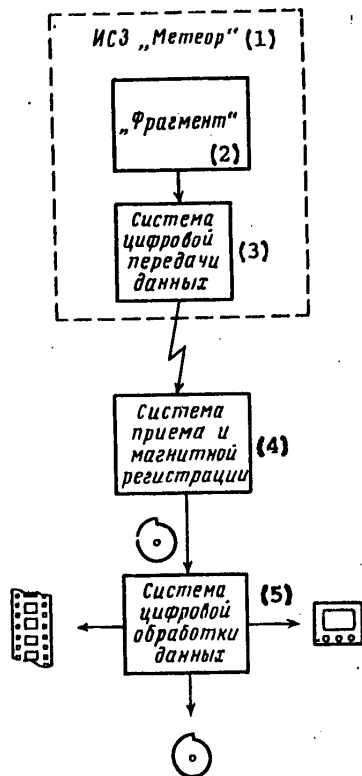 ИСЗ „Метеор" (1)
„Фрагмент"
(2)
Система
цифровой
передачи
данных
(3)
Система
приема и
магнитной
регистрации
(4)
Система
цифровой
обработки
данных
(5)